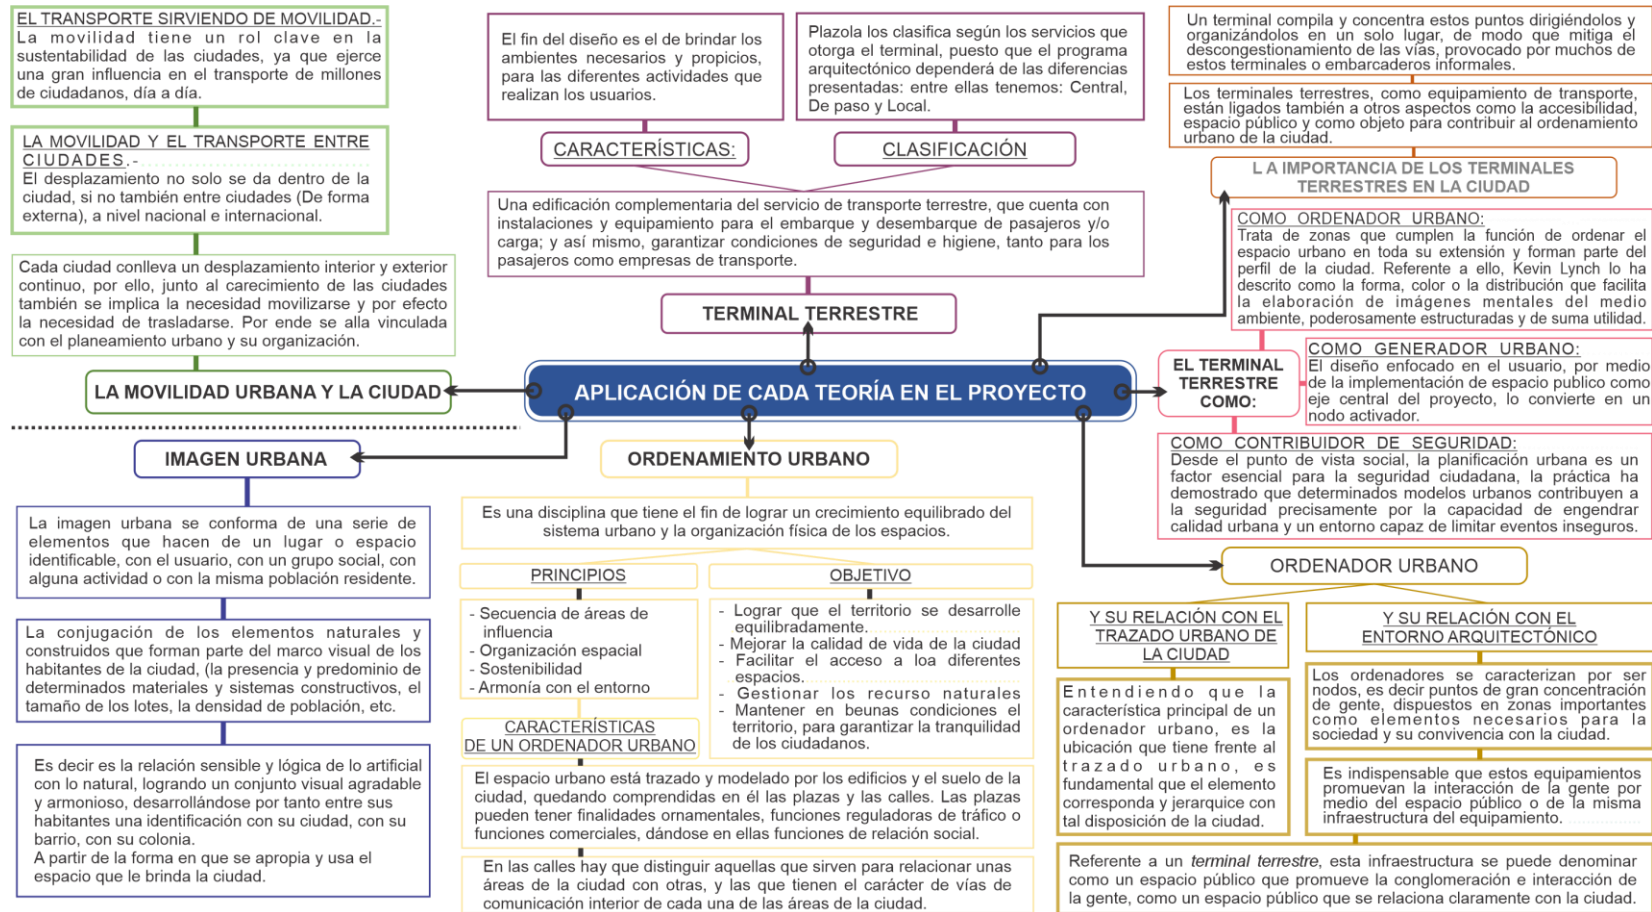 EL TRANSPORTE SIRVIENDO DE MOVILIDAD.-
La movilidad tiene un rol clave en la
sustentabilidad de las ciudades, ya que ejerce
una gran influencia en el transporte de millones
de ciudadanos, día a día.
LA MOVILIDAD Y EL TRANSPORTE ENTRE
CIUDADES.-
El desplazamiento no solo se da dentro de la
ciudad, si no también entre ciudades (De forma
externa), a nivel nacional e internacional.
Cada ciudad conlleva un desplazamiento interior y exterior
continuo, por ello, junto al carecimiento de las ciudades
también se implica la necesidad movilizarse y por efecto
la necesidad de trasladarse. Por ende se alla vinculada
con el planeamiento urbano y su organización.
LA MOVILIDAD URBANA Y LA CIUDAD
El fin del diseño es el de brindar los
ambientes necesarios y propicios,
para las diferentes actividades que
realizan los usuarios.
CARACTERÍSTICAS:
Plazola los clasifica según los servicios que
otorga el terminal, puesto que el programa
arquitectónico dependerá de las diferencias
presentadas: entre ellas tenemos: Central,
De paso y Local.
CLASIFICACIÓN
Una edificación complementaria del servicio de transporte terrestre, que cuenta con
instalaciones y equipamiento para el embarque y desembarque de pasajeros y/o
carga; y así mismo, garantizar condiciones de seguridad e higiene, tanto para los
pasajeros como empresas de transporte.
TERMINAL TERRESTRE
APLICACIÓN DE CADA TEORÍA EN EL PROYECTO
Un terminal compila y concentra estos puntos dirigiéndolos y
organizándolos en un solo lugar, de modo que mitiga el
descongestionamiento de las vías, provocado por muchos de
estos terminales o embarcaderos informales.
Los terminales terrestres, como equipamiento de transporte,
están ligados también a otros aspectos como la accesibilidad,
espacio público y como objeto para contribuir al ordenamiento
urbano de la ciudad.
L A IMPORTANCIA DE LOS TERMINALES
TERRESTRES EN LA CIUDAD
COMO ORDENADOR URBANO:
Trata de zonas que cumplen la función de ordenar el
espacio urbano en toda su extensión y forman parte del
perfil de la ciudad. Referente a ello, Kevin Lynch lo ha
descrito como la forma, color o la distribución que facilita
la elaboración de imágenes mentales del medio
ambiente, poderosamente estructuradas y de suma utilidad.
EL TERMINAL
TERRESTRE
COMO:
COMO GENERADOR URBANO:
El diseño enfocado en el usuario, por medio
de la implementación de espacio publico como
eje central del proyecto, lo convierte en un
nodo activador.
COMO CONTRIBUIDOR DE SEGURIDAD:
Desde el punto de vista social, la planificación urbana es un
factor esencial para la seguridad ciudadana, la práctica ha
demostrado que determinados modelos urbanos contribuyen a
la seguridad precisamente por la capacidad de engendrar
calidad urbana y un entorno capaz de limitar eventos inseguros.
IMAGEN URBANA
La imagen urbana se conforma de una serie de
elementos que hacen de un lugar o espacio
identificable, con el usuario, con un grupo social, con
alguna actividad o con la misma población residente.
La conjugación de los elementos naturales y
construidos que forman parte del marco visual de los
habitantes de la ciudad, (la presencia y predominio de
determinados materiales y sistemas constructivos, el
tamaño de los lotes, la densidad de población, etc.
Es decir es la relación sensible y lógica de lo artificial
con lo natural, logrando un conjunto visual agradable
y armonioso, desarrollándose por tanto entre sus
habitantes una identificación con su ciudad, con su
barrio, con su colonia.
A partir de la forma en que se apropia y usa el
espacio que le brinda la ciudad.
ORDENAMIENTO URBANO
Es una disciplina que tiene el fin de lograr un crecimiento equilibrado del
sistema urbano y la organización física de los espacios.
PRINCIPIOS
- Secuencia de áreas de
influencia
- Organización espacial
- Sostenibilidad
- Armonía con el entorno
OBJETIVO
- Lograr que el territorio se desarrolle
equilibradamente.
- Mejorar la calidad de vida de la ciudad
- Facilitar el acceso a loa diferentes
espacios.
- Gestionar los recurso naturales
- Mantener en beunas condiciones el
territorio, para garantizar la tranquilidad
de los ciudadanos.
CARACTERÍSTICAS
DE UN ORDENADOR URBANO
El espacio urbano está trazado y modelado por los edificios y el suelo de la
ciudad, quedando comprendidas en él las plazas y las calles. Las plazas
pueden tener finalidades ornamentales, funciones reguladoras de tráfico o
funciones comerciales, dándose en ellas funciones de relación social.
En las calles hay que distinguir aquellas que sirven para relacionar unas
áreas de la ciudad con otras, y las que tienen el carácter de vías de
comunicación interior de cada una de las áreas de la ciudad.
ORDENADOR URBANO
Y SU RELACIÓN CON EL
TRAZADO URBANO DE
LA CIUDAD
Entendiendo que la
característica principal de un
ordenador urbano, es la
ubicación que tiene frente al
trazado urbano, es
fundamental que el elemento
corresponda y jerarquice con
tal disposición de la ciudad.
Y SU RELACIÓN CON EL
ENTORNO ARQUITECTÓNICO
Los ordenadores se caracterizan por ser
nodos, es decir puntos de gran concentración
de gente, dispuestos en zonas importantes
como elementos necesarios para la
sociedad y su convivencia con la ciudad.
Es indispensable que estos equipamientos
promuevan la interacción de la gente por
medio del espacio público o de la misma
infraestructura del equipamiento.
Referente a un terminal terrestre, esta infraestructura se puede denominar
como un espacio público que promueve la conglomeración e interacción de
la gente, como un espacio público que se relaciona claramente con la ciudad.